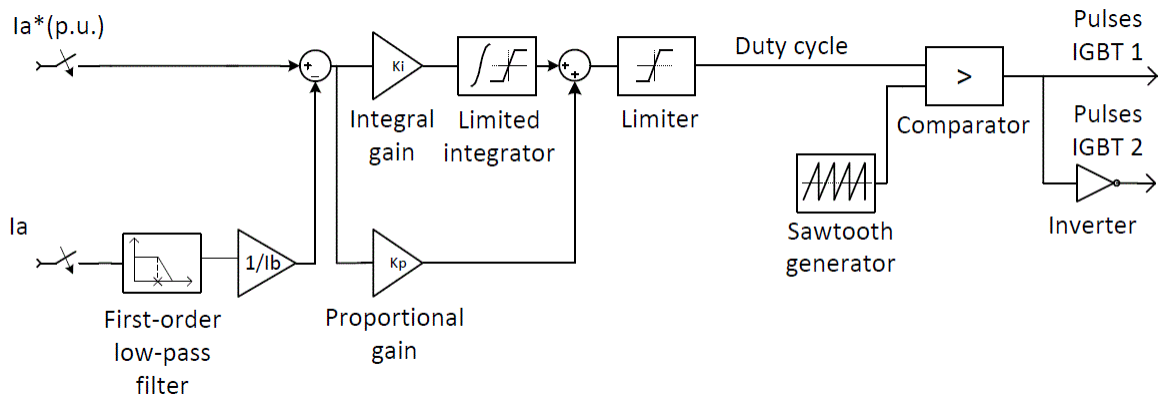 Ia*(p.u.)
+
−
Ki
Integral
gain
Limited
integrator
+
+
Limiter
Duty cycle
>
Comparator
Pulses
IGBT 1
Pulses
IGBT 2
Inverter
Sawtooth
generator
Ia
First-order
low-pass
filter
1/Ib
Kp
Proportional
gain